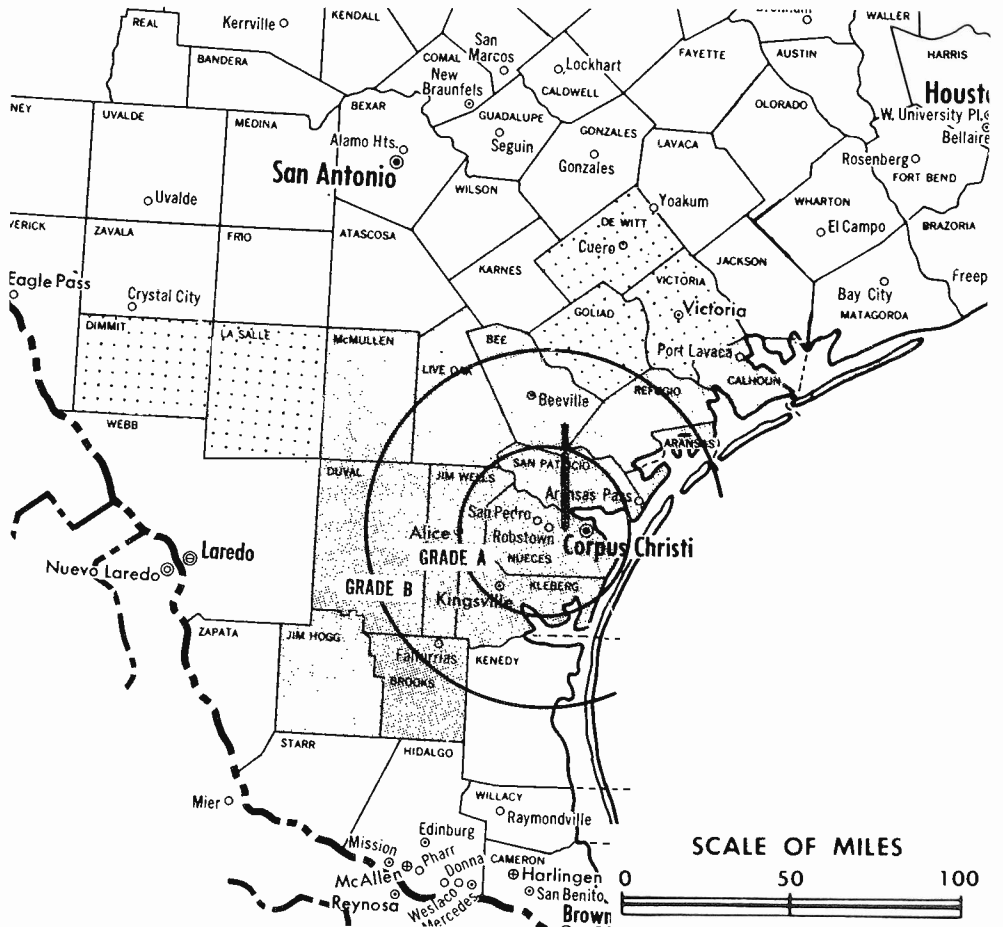 REAL
Kerrville
KENDALL
WALLER
San
Marcos
COMAL
New
Braunfels
Lockhart
CALDWELL
FAYETTE
AUSTIN
HARRIS
BANDERA
BEXAR
Houst
W. University Pl.
Bellaire
NEY
UVALDE
MEDINA
GUADALUPE
Seguin
GONZALES
Gonzales
LAVACA
OLORADO
Alamo Hts.
San Antonio
Rosenberg
FORT BEND
WILSON
Uvalde
Yoakum
WHARTON
El Campo
BRAZORIA
VERICK
ZAVALA
FRIO
ATASCOSA
DE WITT
Cuero
KARNES
JACKSON
Eagle Pass
Crystal City
VICTORIA
Victoria
Bay City
MATAGORDA
Freep
DIMMIT
LA SALLE
McMULLEN
BEE
GOLIAD
Port Lavaca
LIVE OAK
CALHOUN
Beeville
REFUGIO
WEBB
ARANSAS
DUVAL
JIM WELLS
SAN PATRICIO
Aransas Pass
San Pedro
Alice
Robstown
Corpus Christi
GRADE A
NUECES
Laredo
Nuevo Laredo
GRADE B
KLEBERG
Kingsville
ZAPATA
JIM HOGG
Falfurrias
KENEDY
BROOKS
STARR
HIDALGO
Mier
WILLACY
Raymondville
Edinburg
Mission
Pharr
McAllen
Donna
CAMERON
Harlingen
Reynosa
Weslaco
Mercedes
San Benito
Brown
SCALE OF MILES
0 50 100